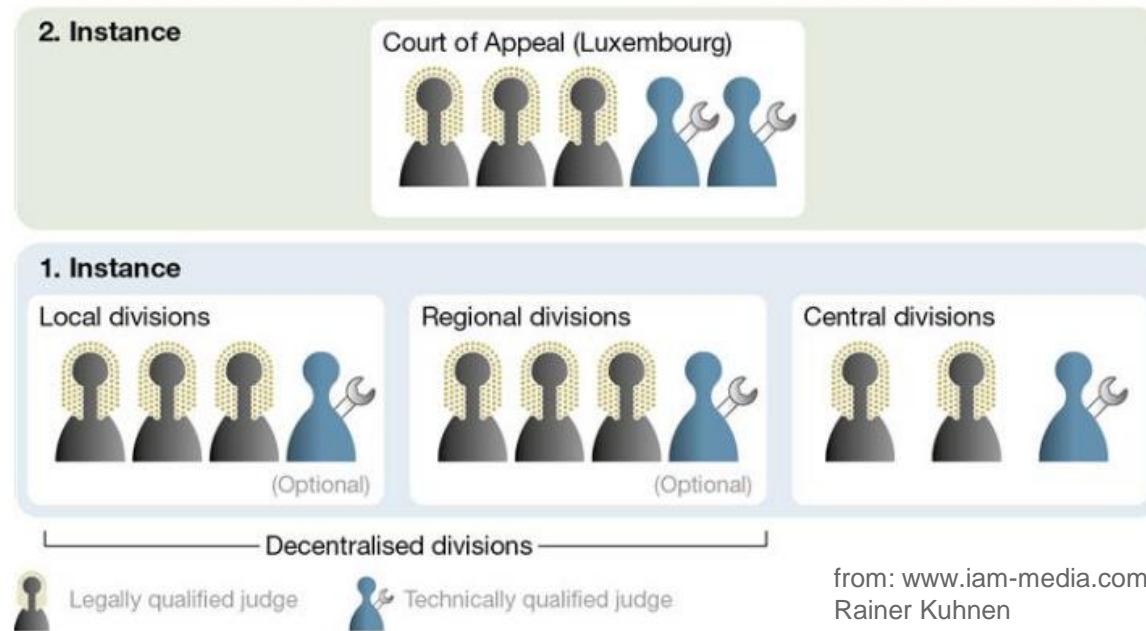 2. Instance
Court of Appeal (Luxembourg)
1. Instance
Local divisions
(Optional)
Regional divisions
(Optional)
Central divisions
Decentralised divisions
Legally qualified judge
Technically qualified judge
from: www.iam-media.com
Rainer Kuhnen